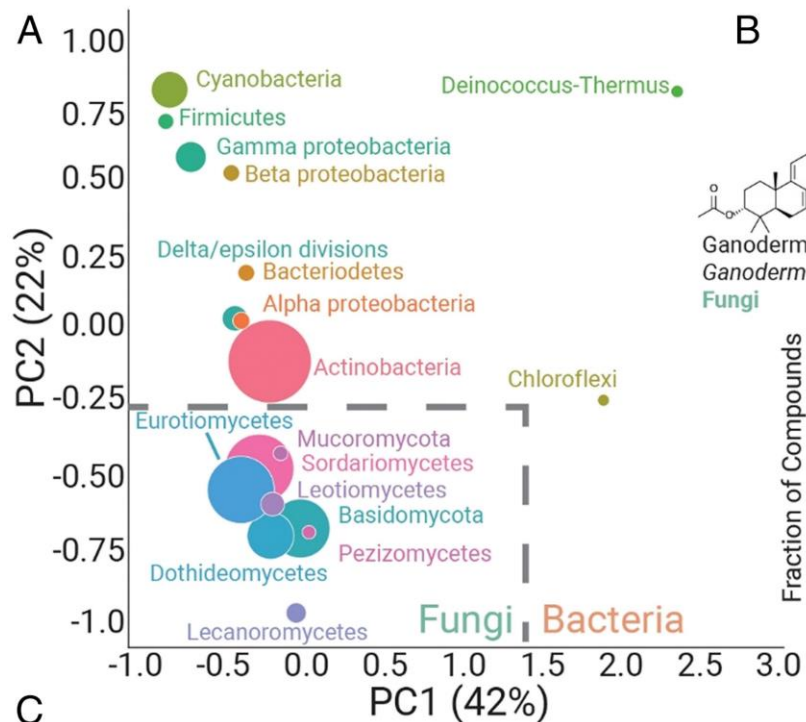 A
B
1.00
0.75
0.50
0.25
0.00
-0.25
-0.50
-0.75
-1.0
PC2 (22%)
Cyanobacteria
Deinococcus-Thermus
Firmicutes
Gamma proteobacteria
Beta proteobacteria
Delta/epsilon divisions
Bacteriodetes
Alpha proteobacteria
Actinobacteria
Chloroflexi
Eurotiomycetes
Mucoromycota
Sordariomycetes
Leotiomycetes
Basidomycota
Pezizomycetes
Dothideomycetes
Lecanoromycetes
Fungi
Bacteria
-1.0 -0.5 0.0 0.5 1.0 1.5 2.0 2.5 3.0
PC1 (42%)
C
O
O
Ganoderm
Ganoderm
Fungi
Fraction of Compounds